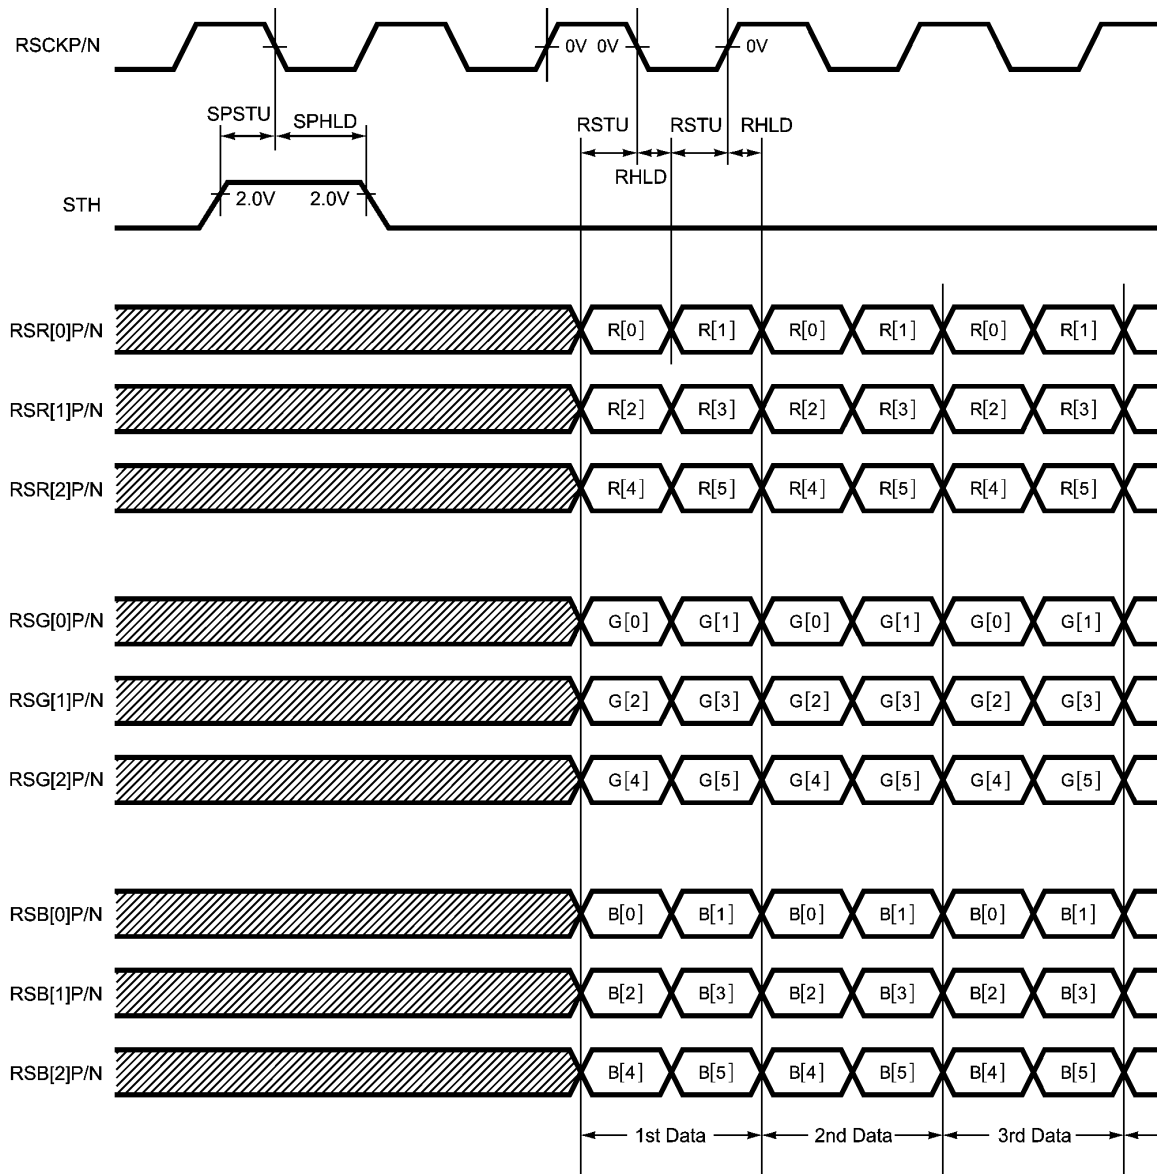 RSCKP/N 0V 0V 0V
SPSTU SPHLD RSTU RSTU RHLD
RHLD
STH 2.0V 2.0V
RSR[0]P/N R[0] R[1] R[0] R[1] R[0] R[1]
RSR[1]P/N R[2] R[3] R[2] R[3] R[2] R[3]
RSR[2]P/N R[4] R[5] R[4] R[5] R[4] R[5]
RSG[0]P/N G[0] G[1] G[0] G[1] G[0] G[1]
RSG[1]P/N G[2] G[3] G[2] G[3] G[2] G[3]
RSG[2]P/N G[4] G[5] G[4] G[5] G[4] G[5]
RSB[0]P/N B[0] B[1] B[0] B[1] B[0] B[1]
RSB[1]P/N B[2] B[3] B[2] B[3] B[2] B[3]
RSB[2]P/N B[4] B[5] B[4] B[5] B[4] B[5]
1st Data 2nd Data 3rd Data